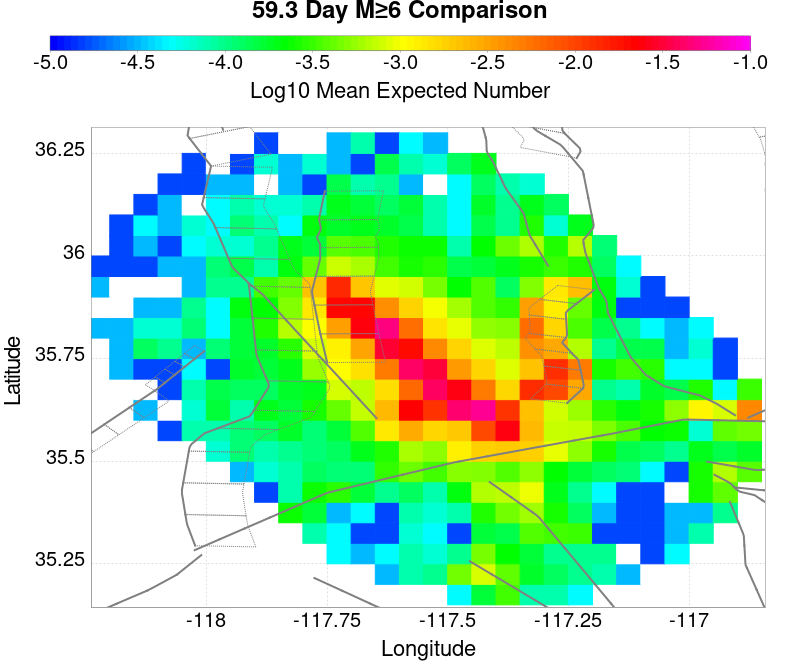 59.3 Day M≥6 Comparison
-5.0 -4.5 -4.0 -3.5 -3.0 -2.5 -2.0 -1.5 -1.0
Log10 Mean Expected Number
36.25
36
35.75
35.5
35.25
Latitude
-118 -117.75 -117.5 -117.25 -117
Longitude